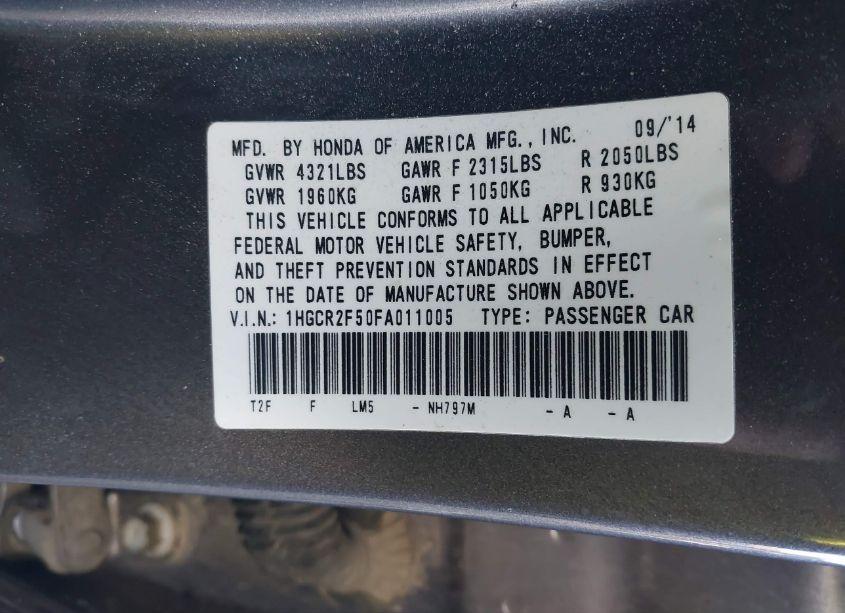 MFD. BY HONDA OF AMERICA MFG., INC. 09/'14
GVWR 4321LBS GAWR F 2315LBS R 2050LBS
GVWR 1960KG GAWR F 1050KG R 930KG
THIS VEHICLE CONFORMS TO ALL APPLICABLE
FEDERAL MOTOR VEHICLE SAFETY, BUMPER,
AND THEFT PREVENTION STANDARDS IN EFFECT
ON THE DATE OF MANUFACTURE SHOWN ABOVE.
V.I.N.: 1HGCR2F50FA011005 TYPE: PASSENGER CAR
T2F F LM5 - NH797M - A - A